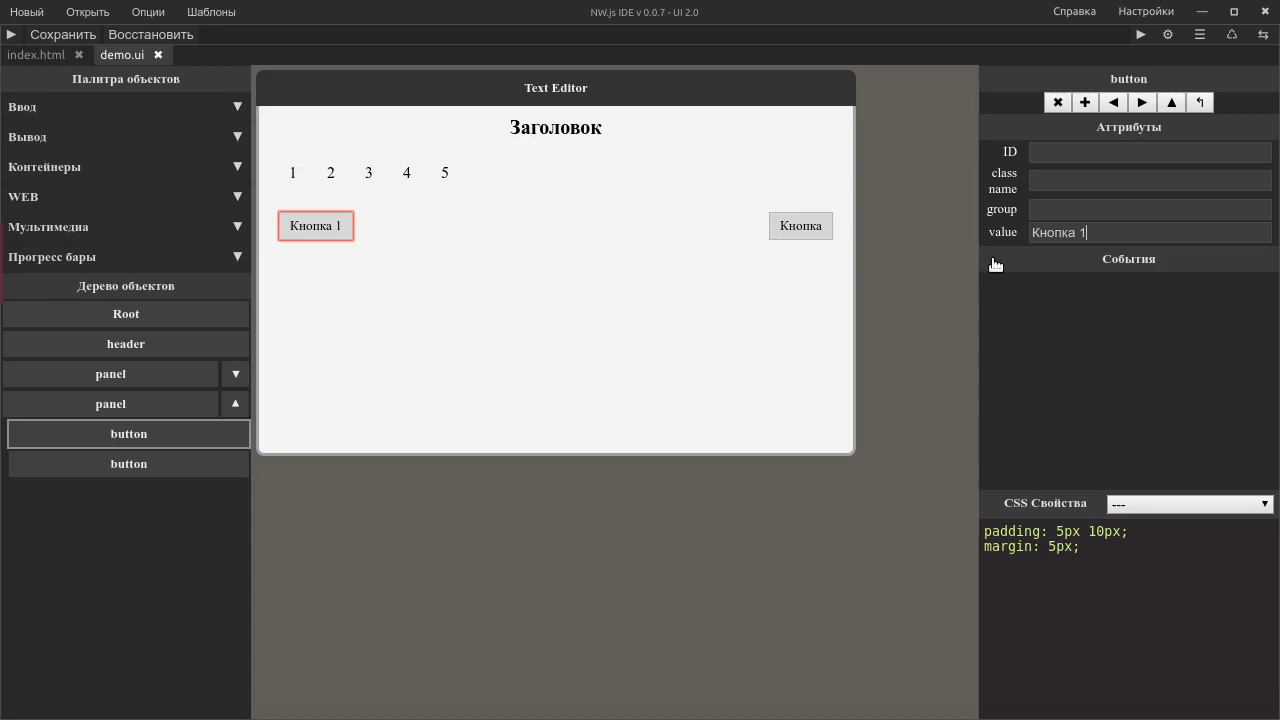 Новый Открыть Опции Шаблоны NW.js IDE v 0.0.7 - UI 2.0 Справка Настройки
Сохранить Восстановить
index.html demo.ui
Палитра объектов
Ввод
Вывод
Контейнеры
WEB
Мультимедиа
Прогресс бары
Дерево объектов
Root
header
panel
panel
button
button
Text Editor
Заголовок
1 2 3 4 5
Кнопка 1 Кнопка
button
Аттрибуты
ID
class
name
group
value Кнопка 1
События
CSS Свойства ---
padding: 5px 10px;
margin: 5px;